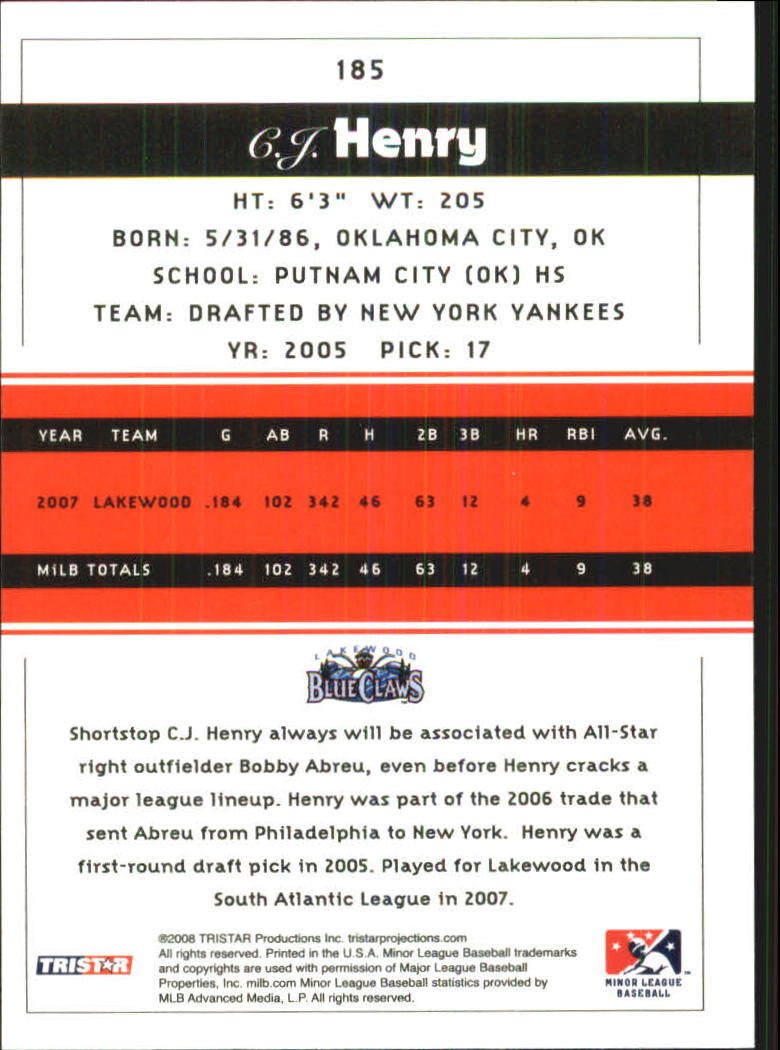 185
C.J. Henry
HT: 6'3" WT: 205
BORN: 5/31/86, OKLAHOMA CITY, OK
SCHOOL: PUTNAM CITY (OK) HS
TEAM: DRAFTED BY NEW YORK YANKEES
YR: 2005 PICK: 17
YEAR TEAM G AB R H 2B 3B HR RBI AVG.
2007 LAKEWOOD .184 102 342 46 63 12 4 9 38
MiLB TOTALS .184 102 342 46 63 12 4 9 38
LAKEWOOD
BLUECLAWS
Shortstop C.J. Henry always will be associated with All-Star
right outfielder Bobby Abreu, even before Henry cracks a
major league lineup. Henry was part of the 2006 trade that
sent Abreu from Philadelphia to New York. Henry was a
first-round draft pick in 2005. Played for Lakewood in the
South Atlantic League in 2007.
TRISTAR
®2008 TRISTAR Productions Inc. tristarprojections.com
All rights reserved. Printed in the U.S.A. Minor League Baseball trademarks
and copyrights are used with permission of Major League Baseball
Properties, Inc. milb.com Minor League Baseball statistics provided by
MLB Advanced Media, L.P. All rights reserved.
MINOR LEAGUE
BASEBALL